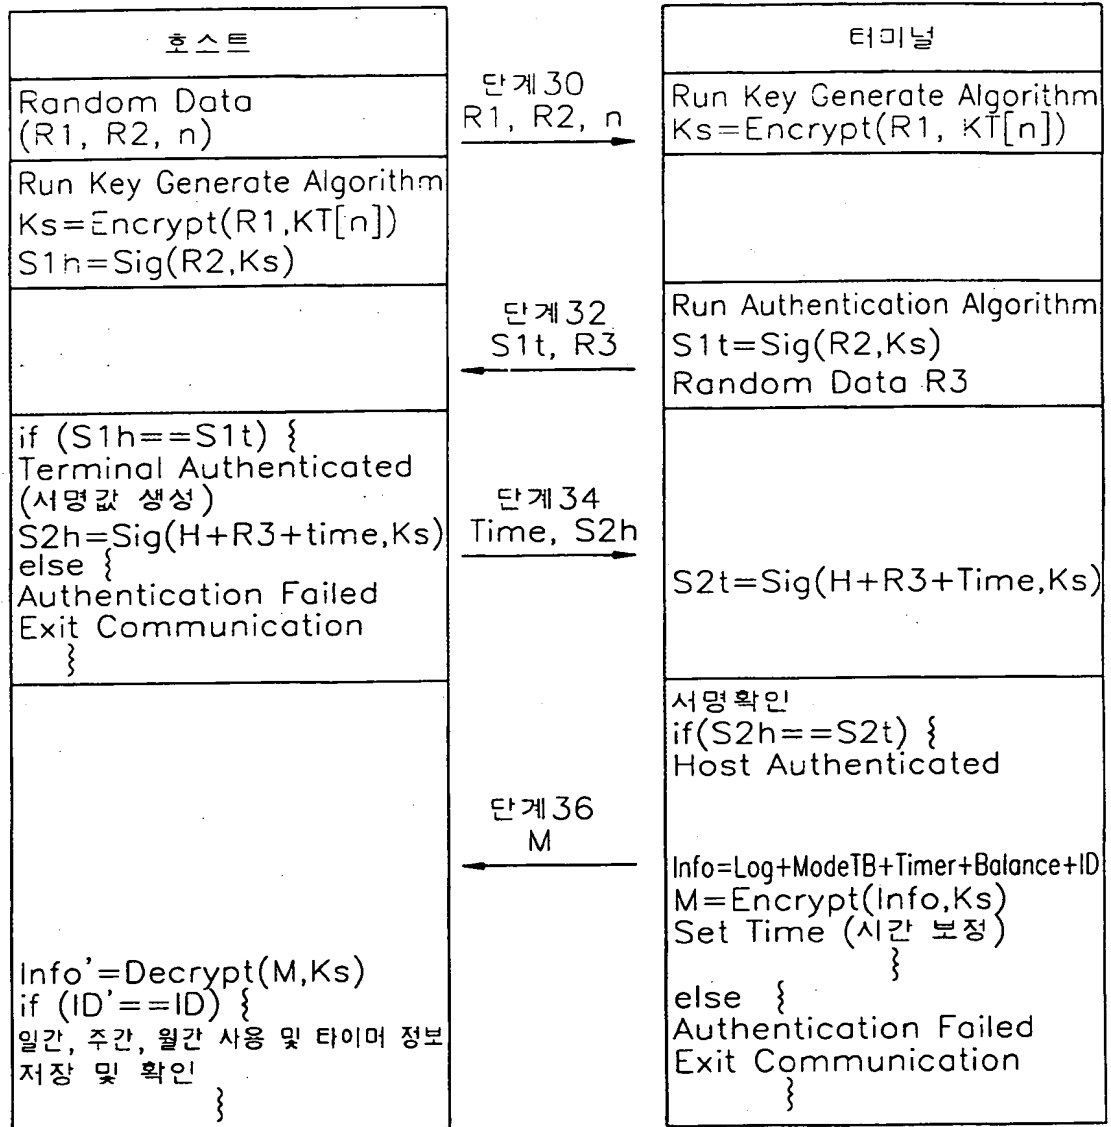 호스트
터미널
Random Data
(R1, R2, n)
단계30
R1, R2, n
Run Key Generate Algorithm
Ks=Encrypt(R1, KT[n])
Run Key Generate Algorithm
Ks=Encrypt(R1,KT[n])
S1h=Sig(R2,Ks)
단계32
S1t, R3
Run Authentication Algorithm
S1t=Sig(R2,Ks)
Random Data R3
if (S1h==S1t) {
Terminal Authenticated
(서명값 생성)
S2h=Sig(H+R3+time,Ks)
else {
Authentication Failed
Exit Communication
}
단계34
Time, S2h
S2t=Sig(H+R3+Time,Ks)
서명확인
if(S2h==S2t) {
Host Authenticated
단계36
M
Info=Log+ModeTB+Timer+Balance+ID
M=Encrypt(Info,Ks)
Set Time (시간 보정)
}
else {
Authentication Failed
Exit Communication
}
Info'=Decrypt(M,Ks)
if (ID'==ID) {
일간, 주간, 월간 사용 및 타이머 정보
저장 및 확인
}